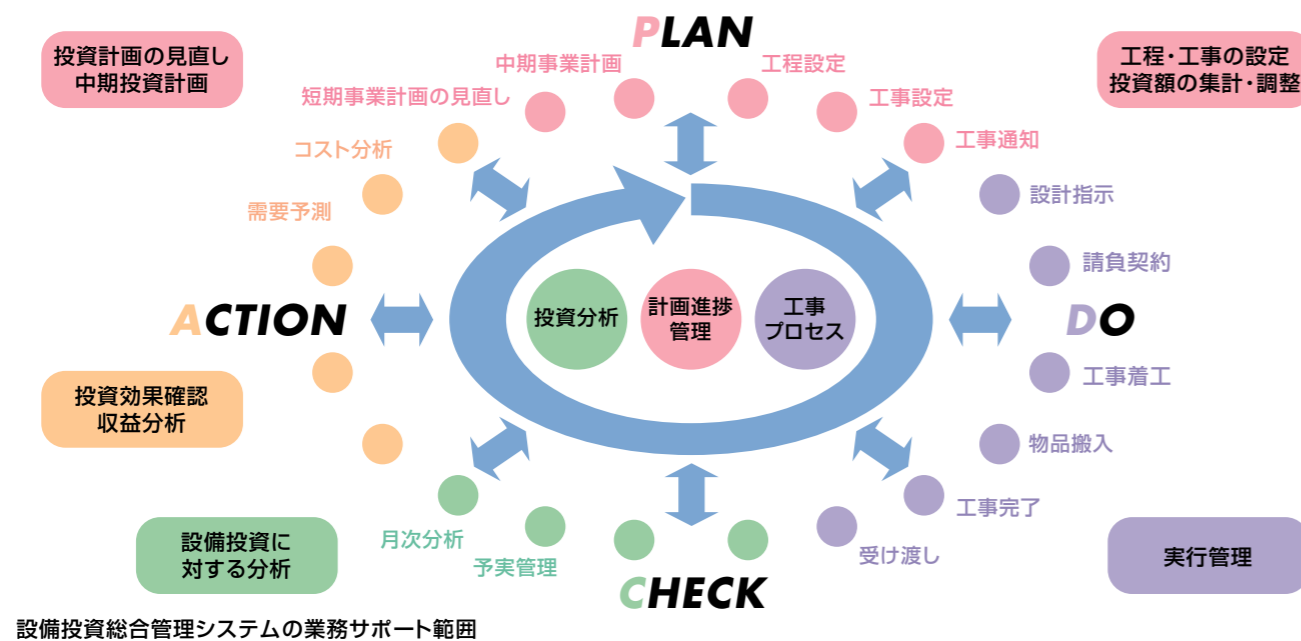 PLAN
投資計画の見直し
中期投資計画
工程・工事の設定
投資額の集計・調整
中期事業計画
工程設定
短期事業計画の見直し
工事設定
コスト分析
工事通知
需要予測
設計指示
請負契約
ACTION
投資分析
計画進捗
管理
工事
プロセス
DO
工事着工
投資効果確認
収益分析
物品搬入
工事完了
月次分析
予実管理
受け渡し
設備投資に
対する分析
CHECK
実行管理
設備投資総合管理システムの業務サポート範囲